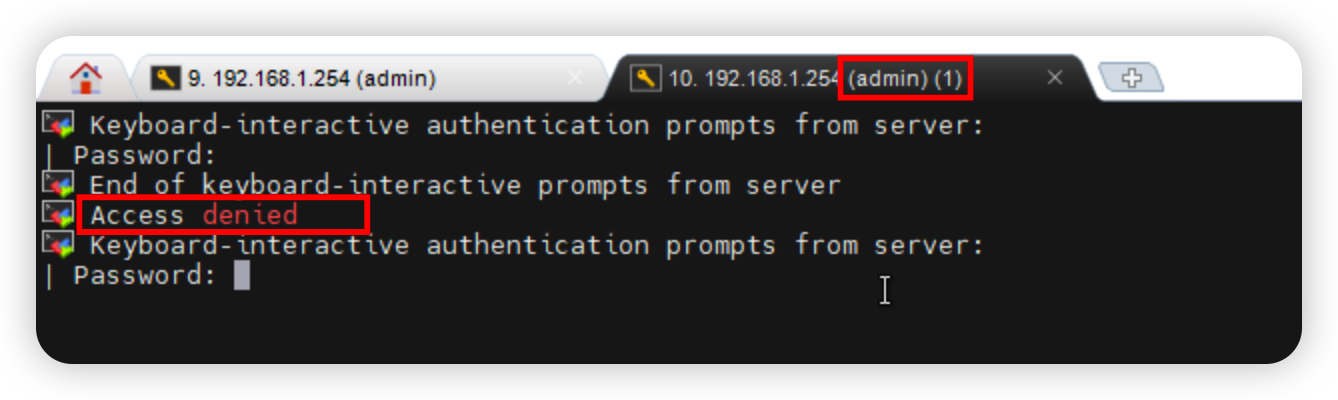 9. 192.168.1.254 (admin)
10. 192.168.1.254 (admin) (1)
Keyboard-interactive authentication prompts from server:
| Password:
End of keyboard-interactive prompts from server
Access denied
Keyboard-interactive authentication prompts from server:
| Password: